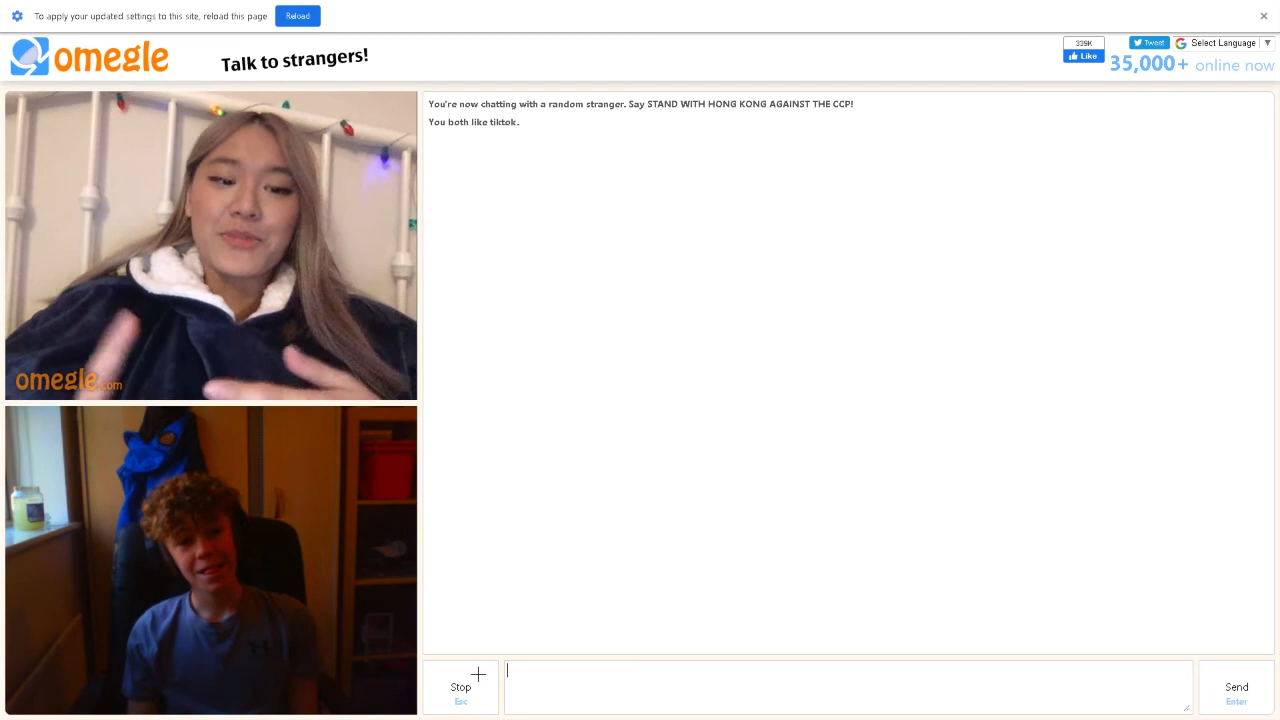 To apply your updated settings to this site, reload this page Reload
omegle Talk to strangers!
339K
Like
Tweet Select Language
35,000+ online now
You're now chatting with a random stranger. Say STAND WITH HONG KONG AGAINST THE CCP!
You both like tiktok.
omegle.com
Stop
Esc
Send
Enter